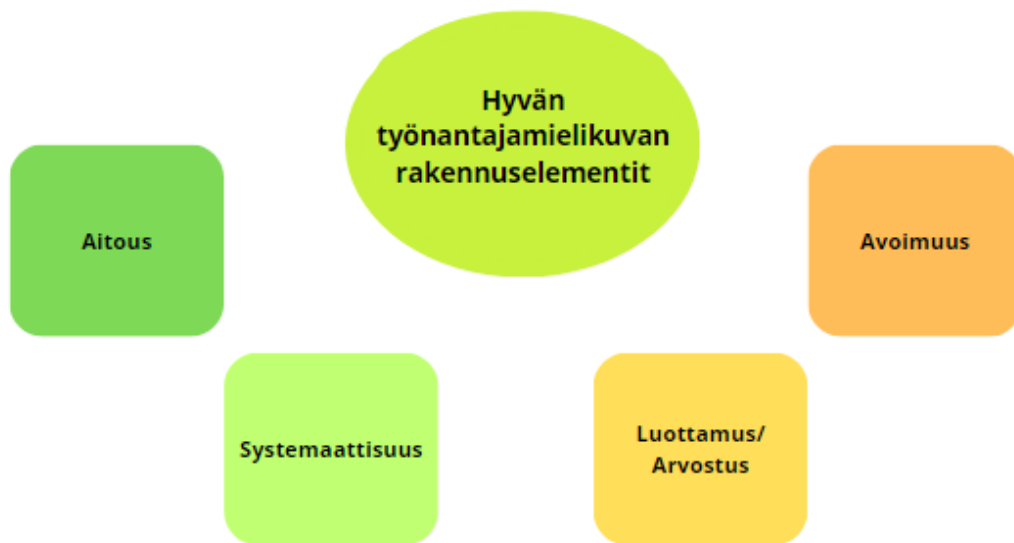 Hyvän
työnantajamielikuvan
rakennuselementit
Aitous
Avoimuus
Systemaattisuus
Luottamus/
Arvostus